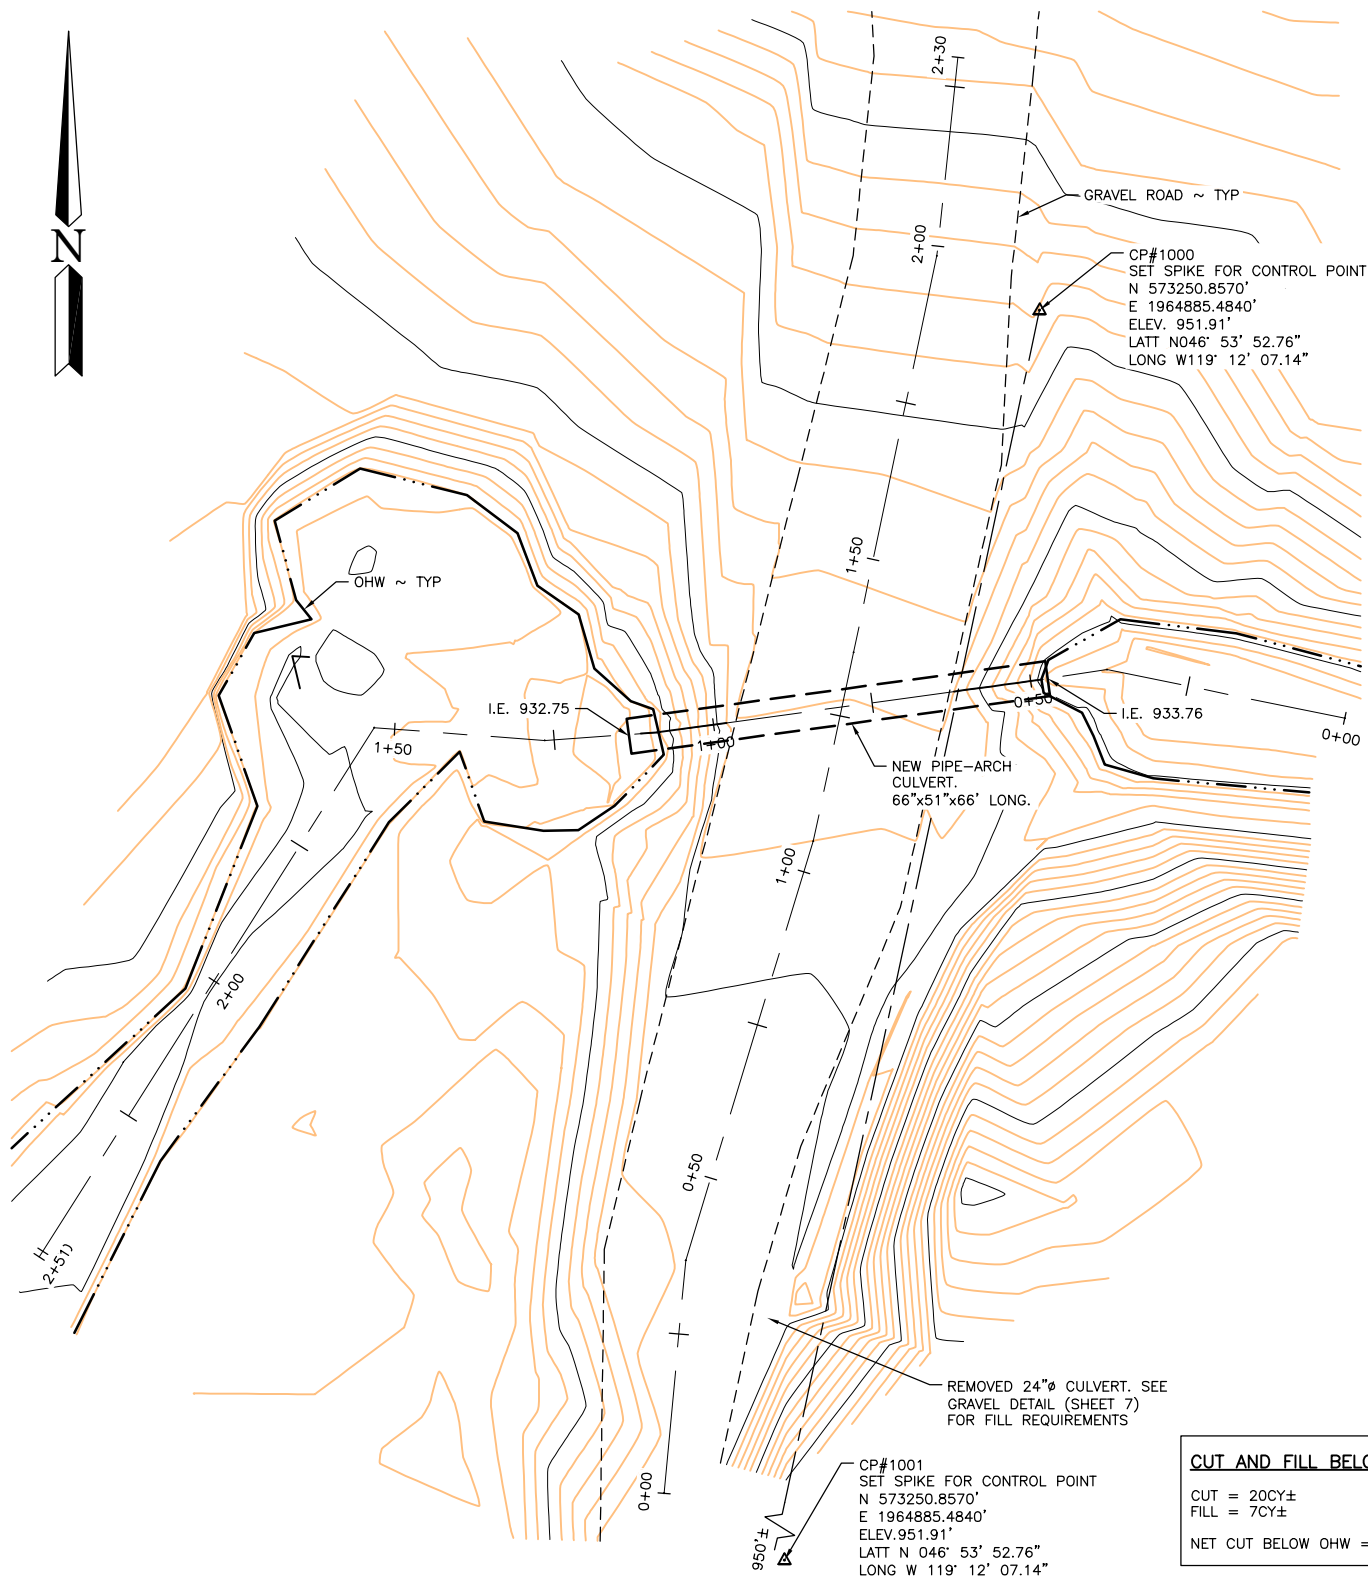 2+30
GRAVEL ROAD ~ TYP
N
2+00
CP#1000
SET SPIKE FOR CONTROL POINT
N 573250.8570'
E 1964885.4840'
ELEV. 951.91'
LATT N046° 53' 52.76"
LONG W119° 12' 07.14"
1+50
OHW ~ TYP
I.E. 932.75
0+50
I.E. 933.76
0+00
1+50
1+00
NEW PIPE-ARCH
CULVERT.
66"x51"x66' LONG.
1+00
2+00
0+50
2+51)
REMOVED 24"ø CULVERT. SEE
GRAVEL DETAIL (SHEET 7)
FOR FILL REQUIREMENTS
0+00
950'±
CP#1001
SET SPIKE FOR CONTROL POINT
N 573250.8570'
E 1964885.4840'
ELEV.951.91'
LATT N 046° 53' 52.76"
LONG W 119° 12' 07.14"
CUT AND FILL BELO
CUT = 20CY±
FILL = 7CY±
NET CUT BELOW OHW =